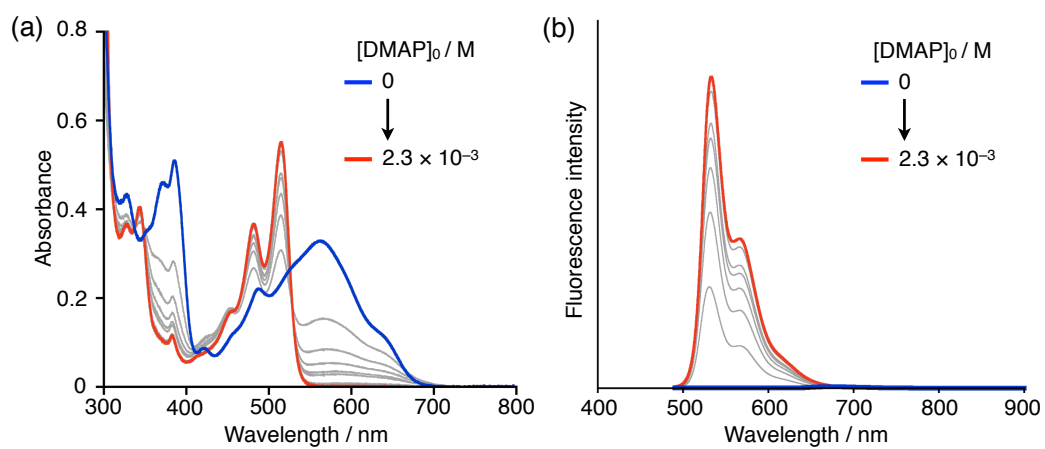 (a)
0.8
0.6
0.4
0.2
0
Absorbance
[DMAP]₀ / M
0
2.3 × 10⁻³
300 400 500 600 700 800
Wavelength / nm
(b)
Fluorescence intensity
[DMAP]₀ / M
0
2.3 × 10⁻³
400 500 600 700 800 900
Wavelength / nm